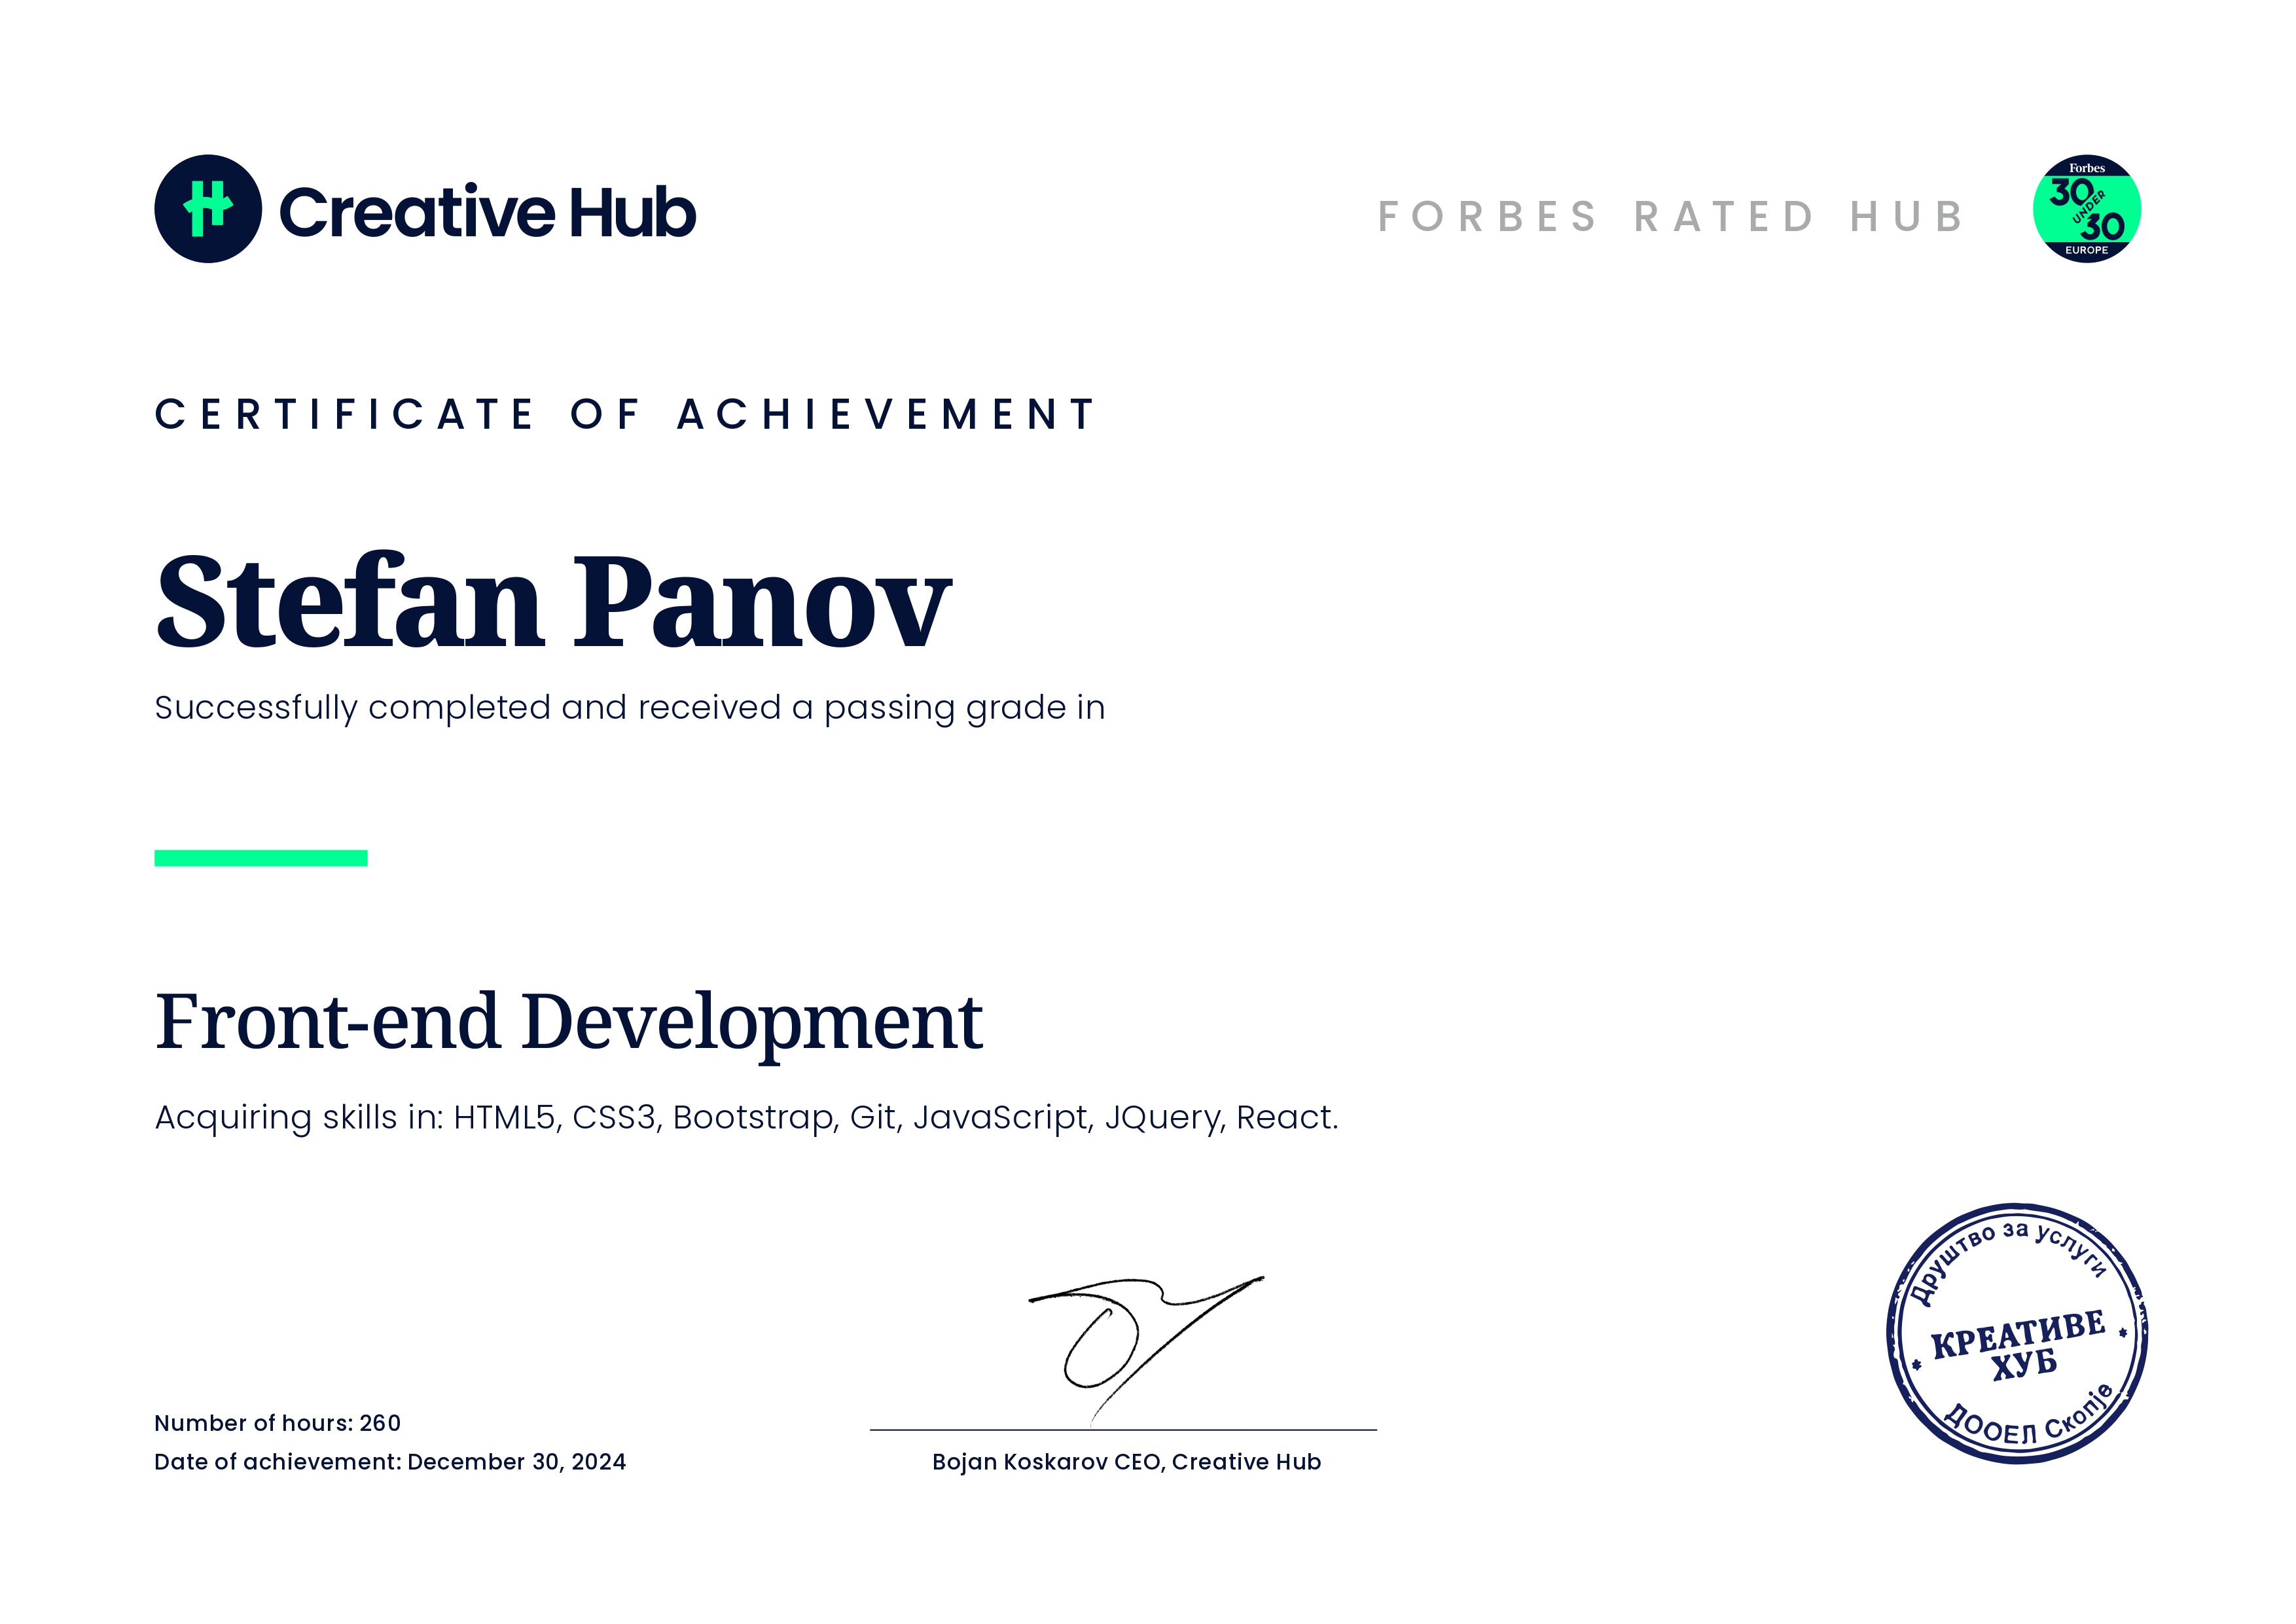 Creative Hub
FORBES RATED HUB
Forbes
30
UNDER
30
EUROPE
CERTIFICATE OF ACHIEVEMENT
Stefan Panov
Successfully completed and received a passing grade in
Front-end Development
Acquiring skills in: HTML5, CSS3, Bootstrap, Git, JavaScript, JQuery, React.
Number of hours: 260
Date of achievement: December 30, 2024
Bojan Koskarov CEO, Creative Hub
Друштво за услуги
КРЕАТИВЕ
ХУБ
ДООЕЛ Скопје